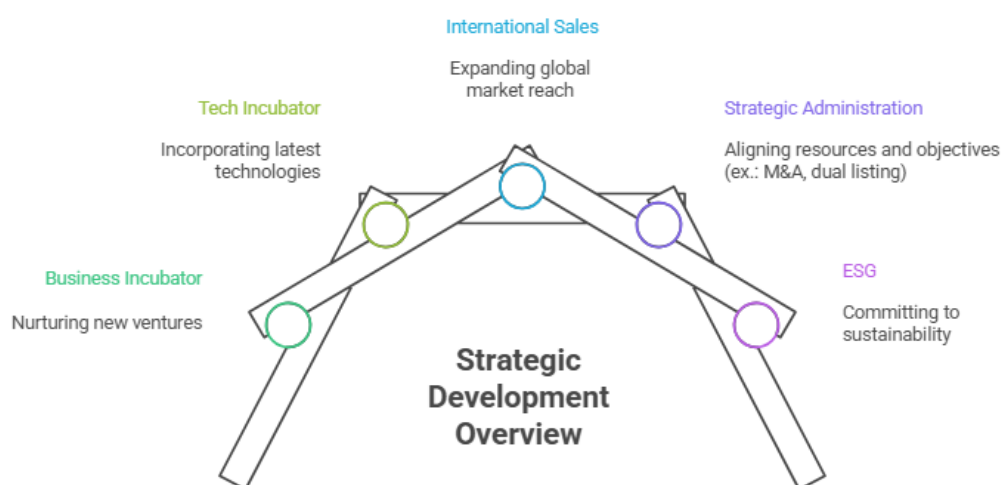 International Sales
Expanding global
market reach
Tech Incubator
Incorporating latest
technologies
Strategic Administration
Aligning resources and objectives
(ex.: M&A, dual listing)
Business Incubator
Nurturing new ventures
ESG
Committing to
sustainability
Strategic
Development
Overview